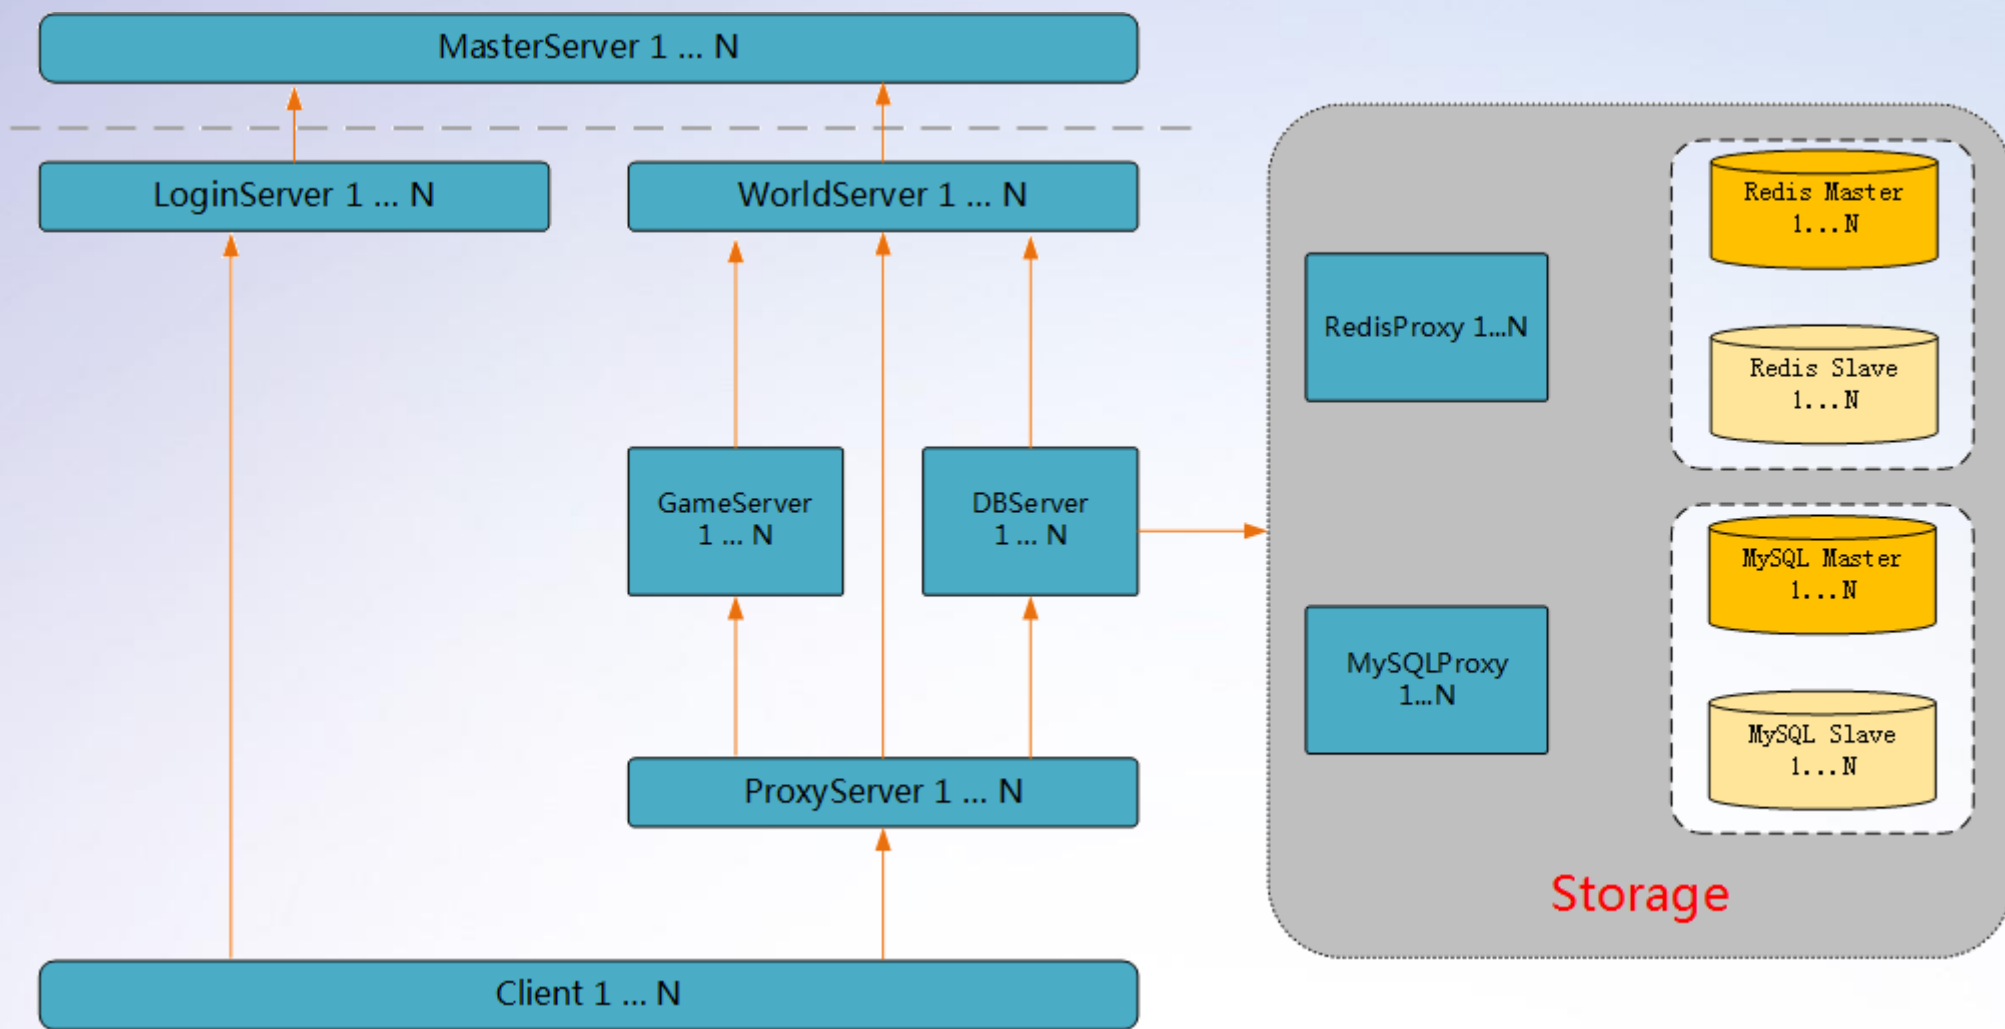 MasterServer 1 ... N
LoginServer 1 ... N
WorldServer 1 ... N
GameServer
1 ... N
DBServer
1 ... N
ProxyServer 1 ... N
Client 1 ... N
RedisProxy 1...N
MySQLProxy
1...N
Redis Master
1...N
Redis Slave
1...N
MySQL Master
1...N
MySQL Slave
1...N
Storage